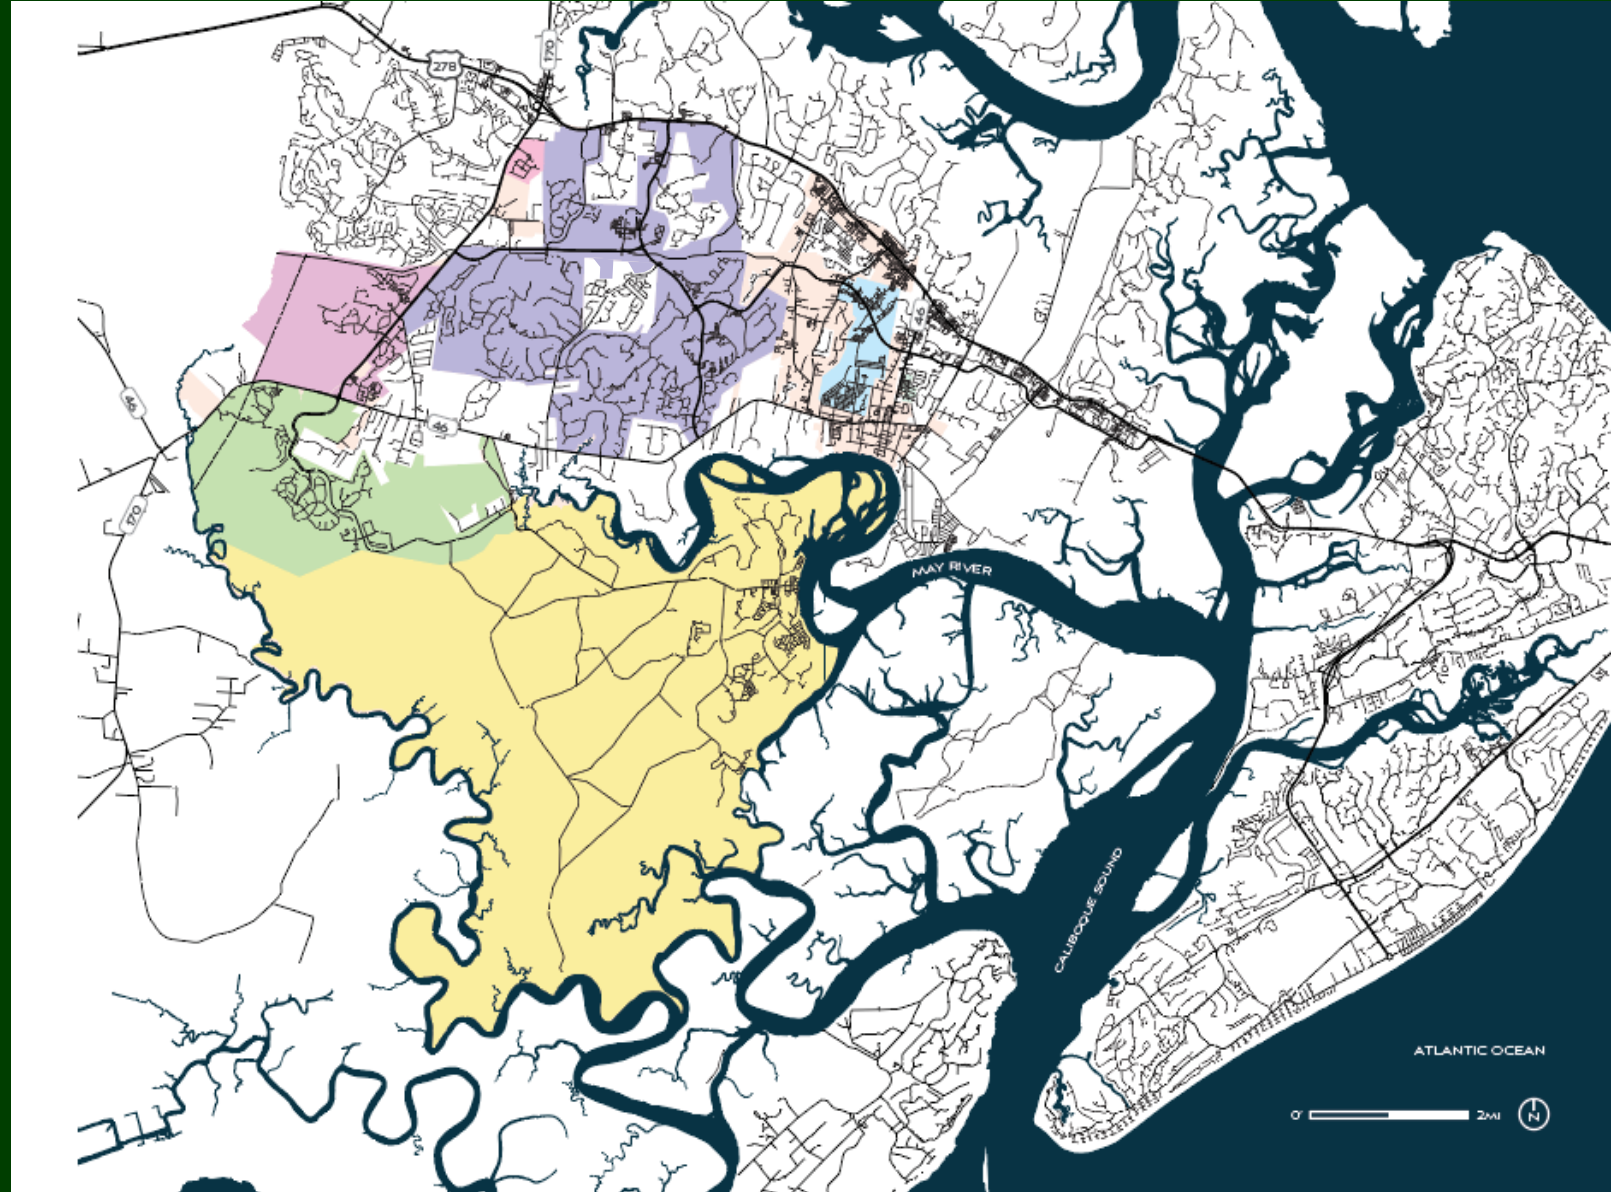 170
278
46
46
46
170
MAY RIVER
CALIBOGUE SOUND
ATLANTIC OCEAN
0' 2MI
N